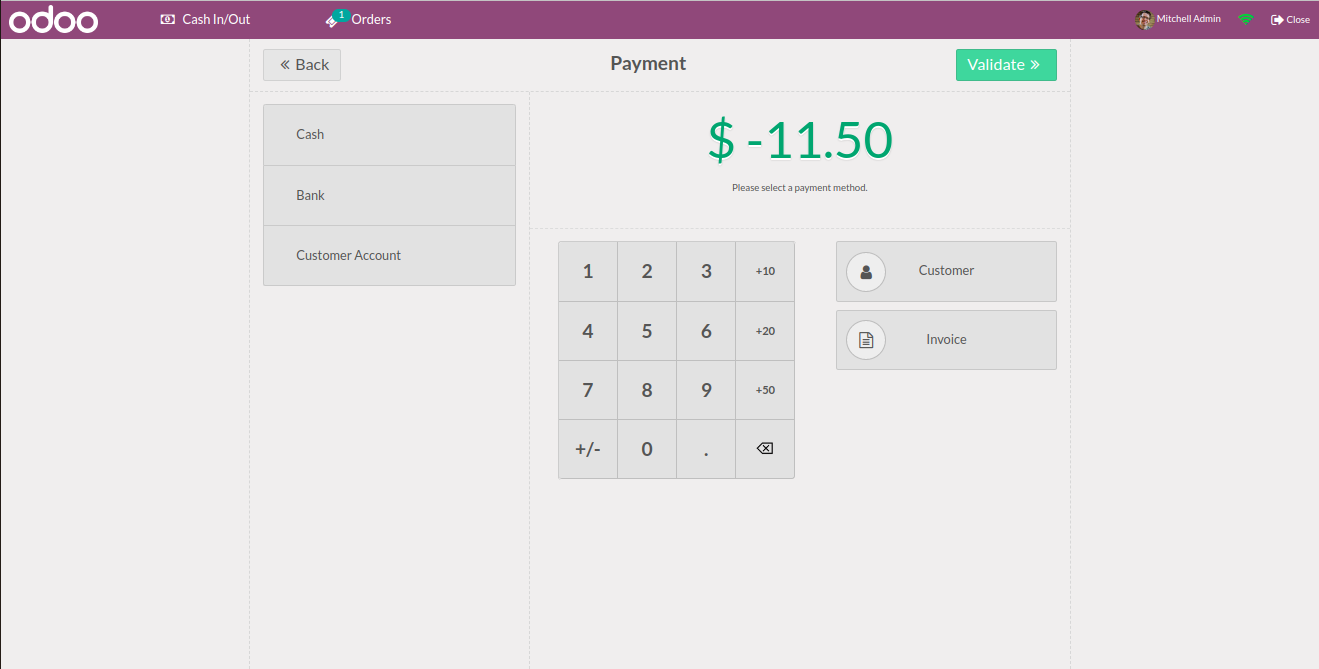 odoo
Cash In/Out
1
Orders
Mitchell Admin
Close
« Back
Payment
Validate »
Cash
Bank
Customer Account
$ -11.50
Please select a payment method.
1 2 3 +10
4 5 6 +20
7 8 9 +50
+/- 0 .
Customer
Invoice